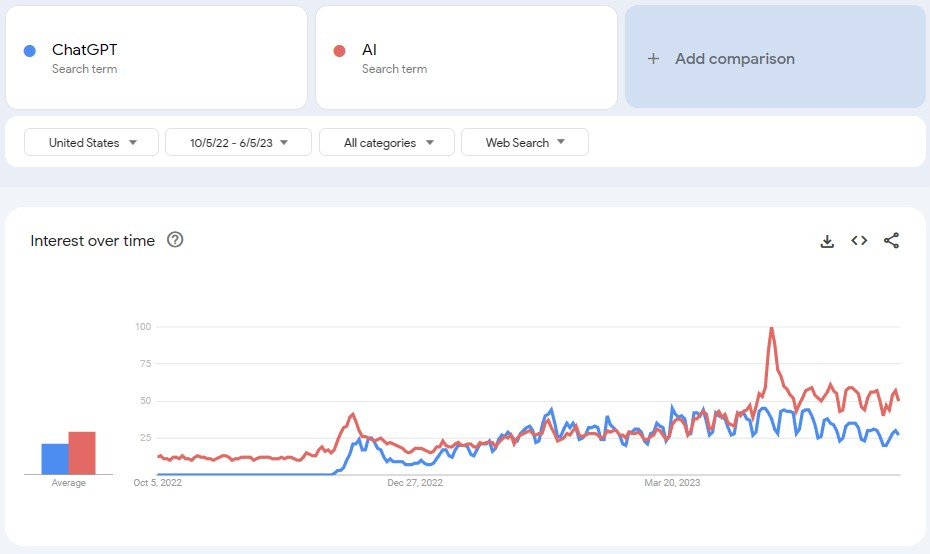 ChatGPT
Search term
AI
Search term
+ Add comparison
United States
10/5/22 - 6/5/23
All categories
Web Search
Interest over time
100
75
50
25
Average
Oct 5, 2022
Dec 27, 2022
Mar 20, 2023